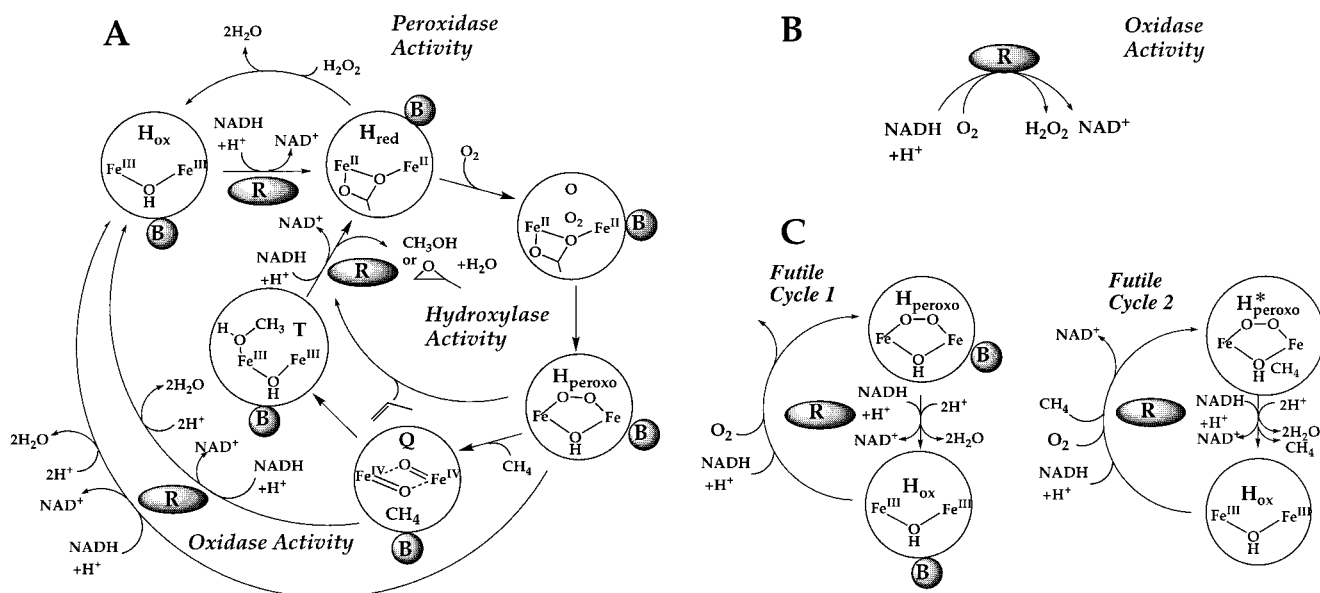 A
Peroxidase
Activity
2H2O
H2O2
B
Hox
FeIII
FeIII
O
H
B
NADH
+H+
NAD+
R
Hred
FeII
FeII
O
O
O2
O
O2
FeII
FeII
O
O
B
NAD+
NADH
+H+
R
CH3OH
or
O
+H2O
Hydroxylase
Activity
H
O
CH3
T
FeIII
FeIII
O
H
B
Hperoxo
O
O
Fe
Fe
O
H
B
CH4
Q
FeIV
O
FeIV
O
CH4
B
2H2O
2H+
NAD+
NADH
+H+
2H2O
2H+
NAD+
R
NADH
+H+
Oxidase Activity
B
Oxidase
Activity
R
NADH
+H+
O2
H2O2
NAD+
C
Futile
Cycle 1
Hperoxo
O
O
Fe
Fe
O
H
B
R
NADH
+H+
2H+
NAD+
2H2O
O2
NADH
+H+
Hox
FeIII
FeIII
O
H
B
Futile
Cycle 2
H*peroxo
O
O
Fe
Fe
O
H
CH4
NAD+
R
NADH
+H+
2H+
NAD+
2H2O
CH4
CH4
O2
NADH
+H+
Hox
FeIII
FeIII
O
H